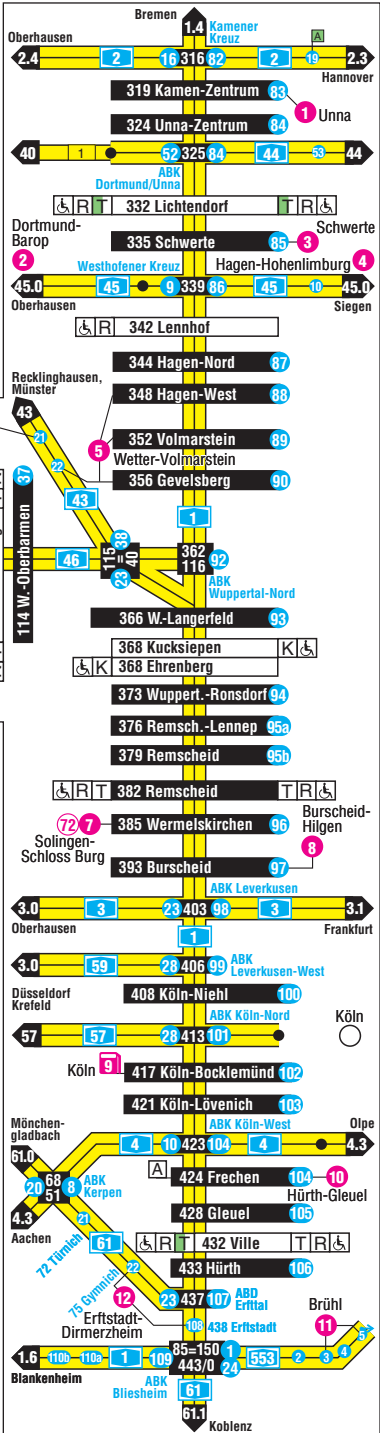 Bremen
1.4
Kamener
Kreuz
Oberhausen
A
2.4 2 16 316 82 2 19 2.3
Hannover
319 Kamen-Zentrum 83
1 Unna
324 Unna-Zentrum 84
40 1 52 325 84 44 53 44
ABK
Dortmund/Unna
R T 332 Lichtendorf T R
Dortmund-
Barop
2
Schwerte
335 Schwerte 85 3
Westhofener Kreuz
Hagen-Hohenlimburg 4
45.0 45 9 339 86 45 10 45.0
Oberhausen
Siegen
R 342 Lennhof
344 Hagen-Nord 87
Recklinghausen,
Münster
348 Hagen-West 88
43
21
5
352 Volmarstein 89
Wetter-Volmarstein
22
356 Gevelsberg 90
37
43
1
114 W.-Oberbarmen
38
46
115
=
40
362
116
92
23
ABK
Wuppertal-Nord
366 W.-Langerfeld 93
368 Kucksiepen K
K 368 Ehrenberg
373 Wuppert.-Ronsdorf 94
376 Remsch.-Lennep 95a
379 Remscheid 95b
R T 382 Remscheid T R
72 7
385 Wermelskirchen 96
Solingen-
Schloss Burg
Burscheid-
Hilgen
8
393 Burscheid 97
ABK Leverkusen
3.0 3 23 403 98 3 3.1
Oberhausen
Frankfurt
1
3.0 59 28 406 99
ABK
Leverkusen-West
Düsseldorf
Krefeld
408 Köln-Niehl 100
ABK Köln-Nord
57 57 28 413 101
Köln
Köln 9
417 Köln-Bocklemünd 102
421 Köln-Lövenich 103
Mönchen-
gladbach
ABK Köln-West
Olpe
61.0
4 10 423 104 4 4.3
20 68
51 8
ABK
Kerpen
A
424 Frechen 104 10
Hürth-Gleuel
4.3
Aachen
21
428 Gleuel 105
72 Türnich
61
R T 432 Ville T R
22
75 Gymnich
433 Hürth 106
12
23 437 107
ABD
Erfttal
Erftstadt-
Dirmerzheim
108 438 Erftstadt
Brühl
11
1.6 110b 110a 1 109 85=150
443/0 1
24 553 2 3 4 5
Blankenheim
ABK
Bliesheim
61
61.1
Koblenz